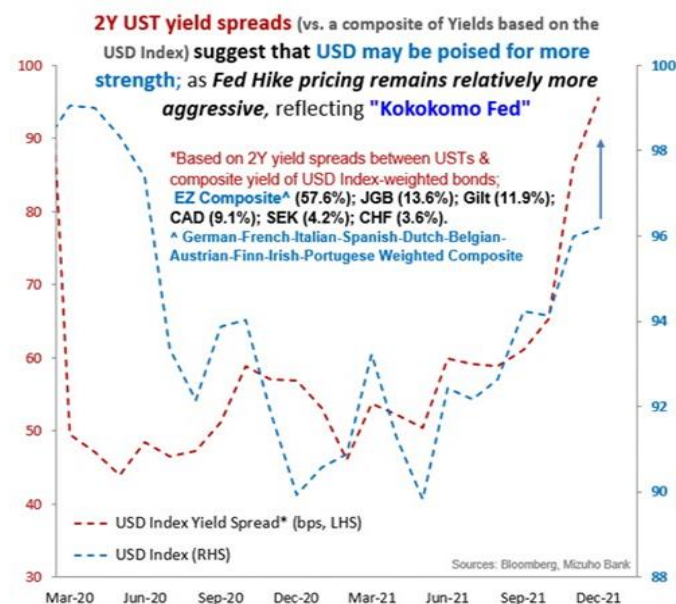 2Y UST yield spreads (vs. a composite of Yields based on the
USD Index) suggest that USD may be poised for more
strength; as Fed Hike pricing remains relatively more
aggressive, reflecting "Kokokomo Fed"
*Based on 2Y yield spreads between USTs &
composite yield of USD Index-weighted bonds;
EZ Composite^ (57.6%); JGB (13.6%); Gilt (11.9%);
CAD (9.1%); SEK (4.2%); CHF (3.6%).
^ German-French-Italian-Spanish-Dutch-Belgian-
Austrian-Finn-Irish-Portugese Weighted Composite
100
90
80
70
60
50
40
30
100
98
96
94
92
90
88
USD Index Yield Spread* (bps, LHS)
USD Index (RHS)
Sources: Bloomberg, Mizuho Bank
Mar-20 Jun-20 Sep-20 Dec-20 Mar-21 Jun-21 Sep-21 Dec-21